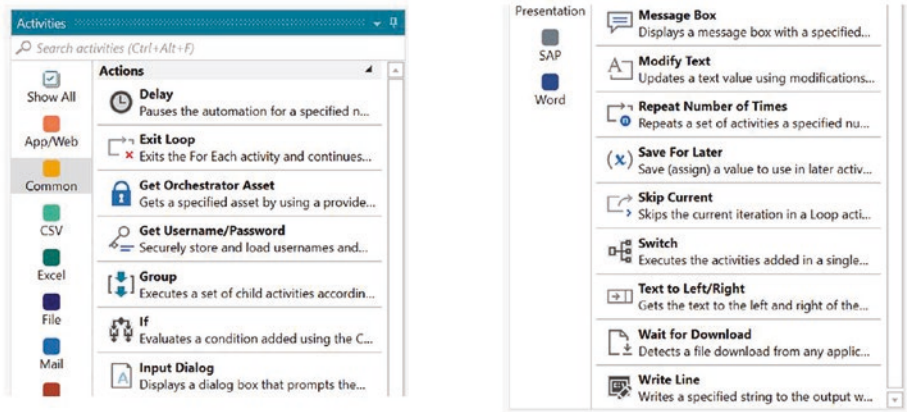 Activities
Search activities (Ctrl+Alt+F)
Show All
App/Web
Common
CSV
Excel
File
Mail
Actions
Delay
Pauses the automation for a specified n...
Exit Loop
Exits the For Each activity and continues...
Get Orchestrator Asset
Gets a specified asset by using a provide...
Get Username/Password
Securely store and load usernames and...
Group
Executes a set of child activities accordin...
If
Evaluates a condition added using the C...
Input Dialog
Displays a dialog box that prompts the...
Presentation
SAP
Word
Message Box
Displays a message box with a specified...
Modify Text
Updates a text value using modifications...
Repeat Number of Times
Repeats a set of activities a specified nu...
Save For Later
Save (assign) a value to use in later activ...
Skip Current
Skips the current iteration in a Loop acti...
Switch
Executes the activities added in a single...
Text to Left/Right
Gets the text to the left and right of the...
Wait for Download
Detects a file download from any applic...
Write Line
Writes a specified string to the output w...